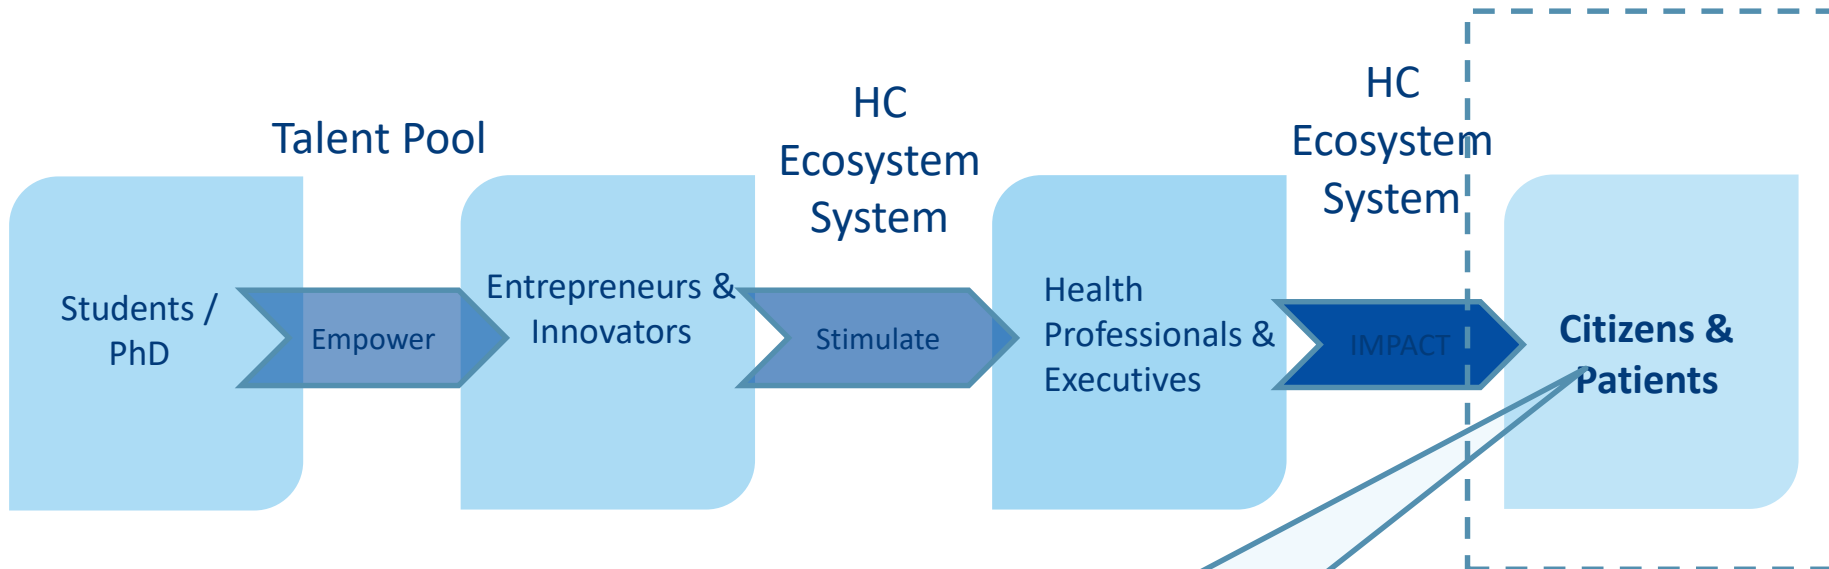 Talent Pool
HC
Ecosystem
System
HC
Ecosystem
System
Students /
PhD
Empower
Entrepreneurs &
Innovators
Stimulate
Health
Professionals &
Executives
IMPACT
Citizens &
Patients